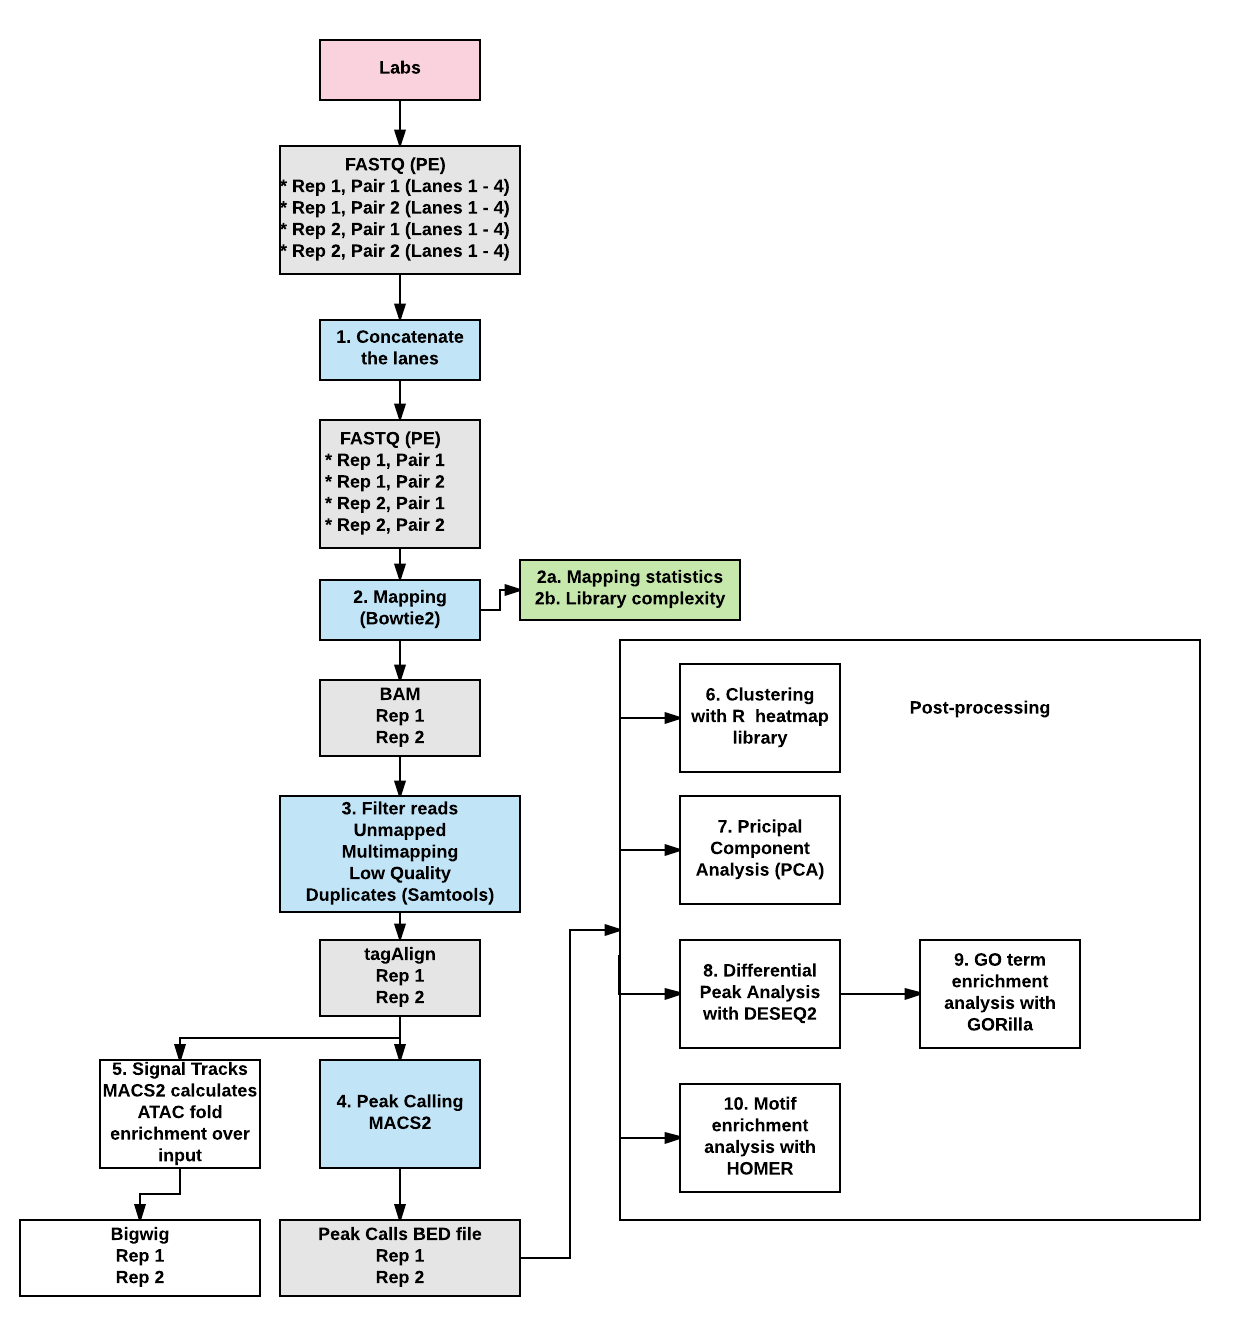 Labs
FASTQ (PE)
* Rep 1, Pair 1 (Lanes 1 - 4)
* Rep 1, Pair 2 (Lanes 1 - 4)
* Rep 2, Pair 1 (Lanes 1 - 4)
* Rep 2, Pair 2 (Lanes 1 - 4)
1. Concatenate
the lanes
FASTQ (PE)
* Rep 1, Pair 1
* Rep 1, Pair 2
* Rep 2, Pair 1
* Rep 2, Pair 2
2. Mapping
(Bowtie2)
2a. Mapping statistics
2b. Library complexity
BAM
Rep 1
Rep 2
3. Filter reads
Unmapped
Multimapping
Low Quality
Duplicates (Samtools)
tagAlign
Rep 1
Rep 2
5. Signal Tracks
MACS2 calculates
ATAC fold
enrichment over
input
4. Peak Calling
MACS2
Bigwig
Rep 1
Rep 2
Peak Calls BED file
Rep 1
Rep 2
Post-processing
6. Clustering
with R  heatmap
library
7. Pricipal
Component
Analysis (PCA)
8. Differential
Peak Analysis
with DESEQ2
9. GO term
enrichment
analysis with
GORilla
10. Motif
enrichment
analysis with
HOMER